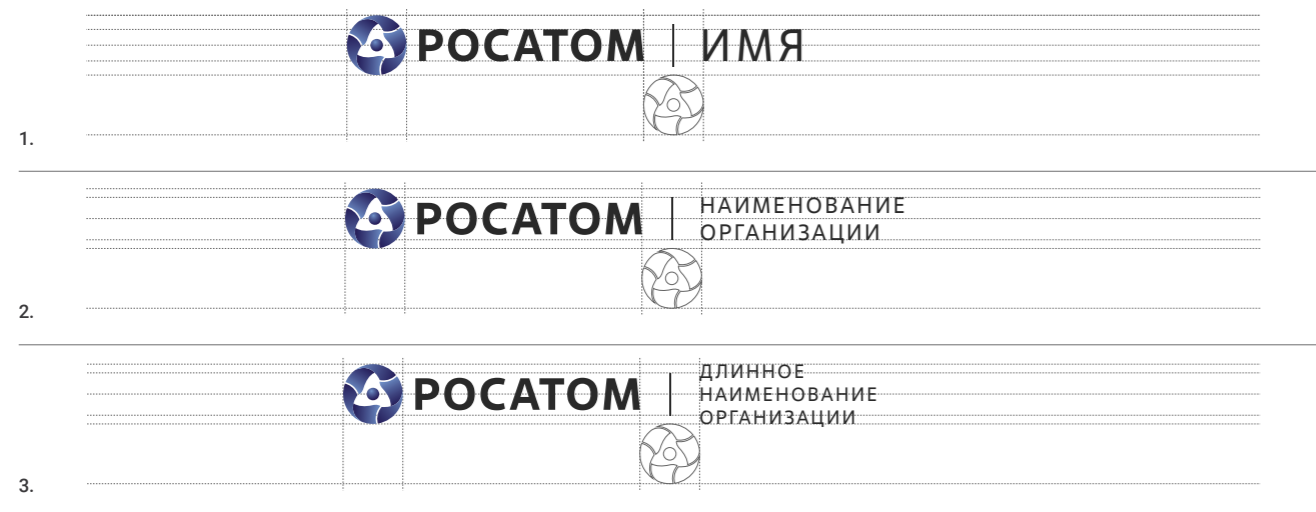 РОСАТОМ | ИМЯ
1.
РОСАТОМ | НАИМЕНОВАНИЕ
ОРГАНИЗАЦИИ
2.
РОСАТОМ | ДЛИННОЕ
НАИМЕНОВАНИЕ
ОРГАНИЗАЦИИ
3.